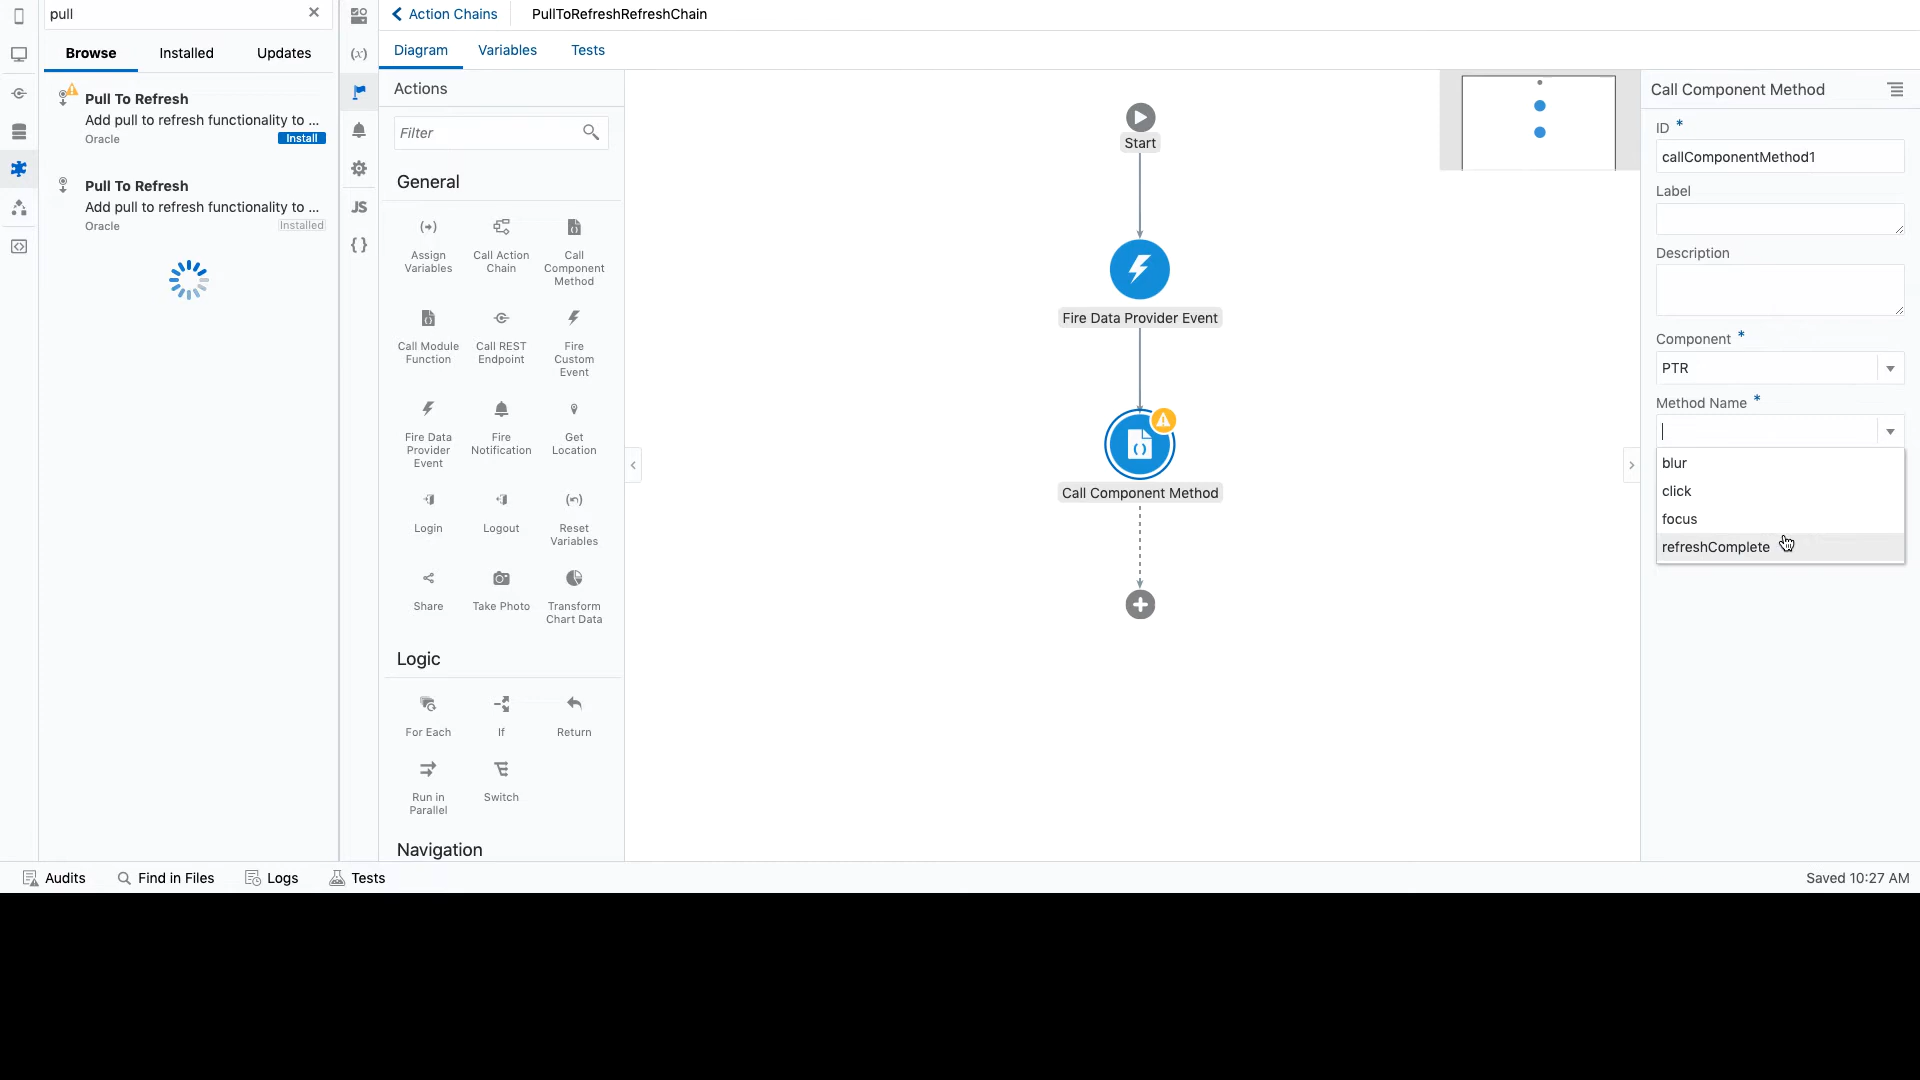 pull
Browse
Installed
Updates
Pull To Refresh
Add pull to refresh functionality to ...
Oracle
Install
Pull To Refresh
Add pull to refresh functionality to ...
Oracle
Installed
(x)
JS
{ }
Action Chains
PullToRefreshRefreshChain
Diagram
Variables
Tests
Actions
Filter
General
Assign
Variables
Call Action
Chain
Call
Component
Method
Call Module
Function
Call REST
Endpoint
Fire
Custom
Event
Fire Data
Provider
Event
Fire
Notification
Get
Location
Login
Logout
Reset
Variables
Share
Take Photo
Transform
Chart Data
Logic
For Each
If
Return
Run in
Parallel
Switch
Navigation
Start
Fire Data Provider Event
Call Component Method
Call Component Method
ID *
callComponentMethod1
Label
Description
Component *
PTR
Method Name *
blur
click
focus
refreshComplete
Audits
Find in Files
Logs
Tests
Saved 10:27 AM